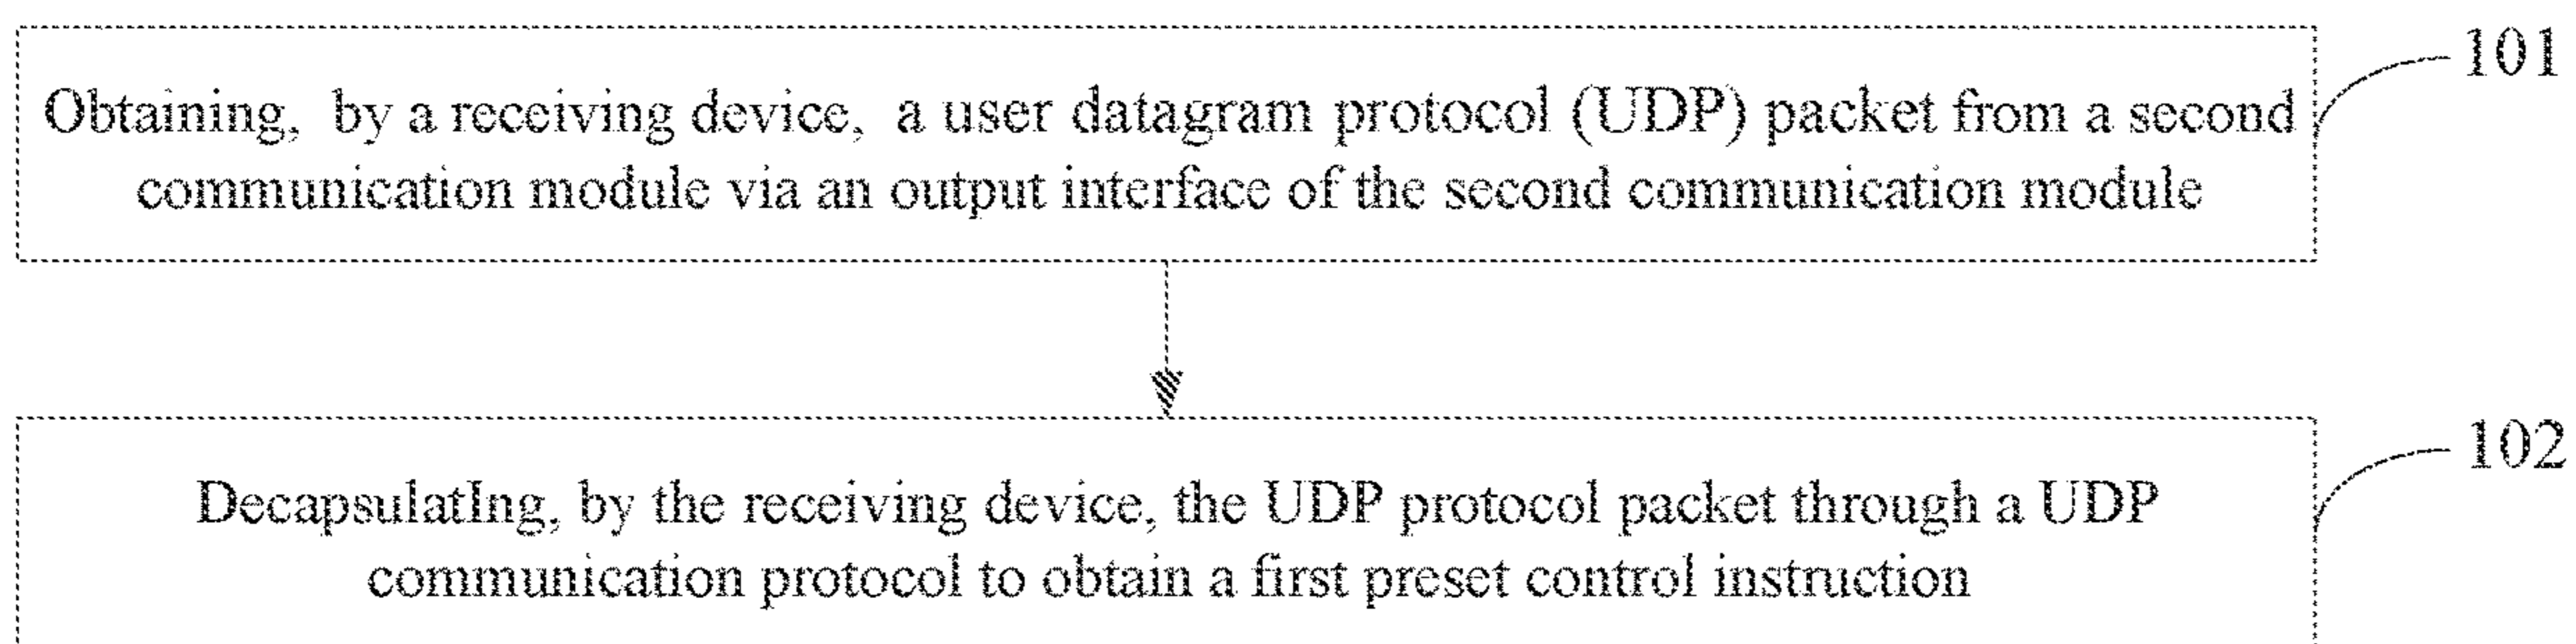 101
Obtaining, by a receiving device, a user datagram protocol (UDP) packet from a second
communication module via an output interface of the second communication module
102
DecapsulatIng, by the receiving device, the UDP protocol packet through a UDP
communication protocol to obtain a first preset control instruction